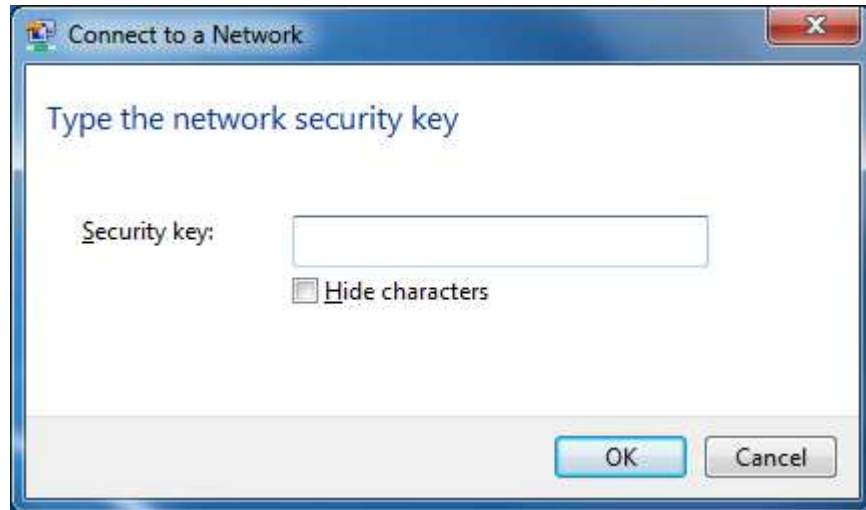 Connect to a Network
Type the network security key
Security key:
Hide characters
OK Cancel